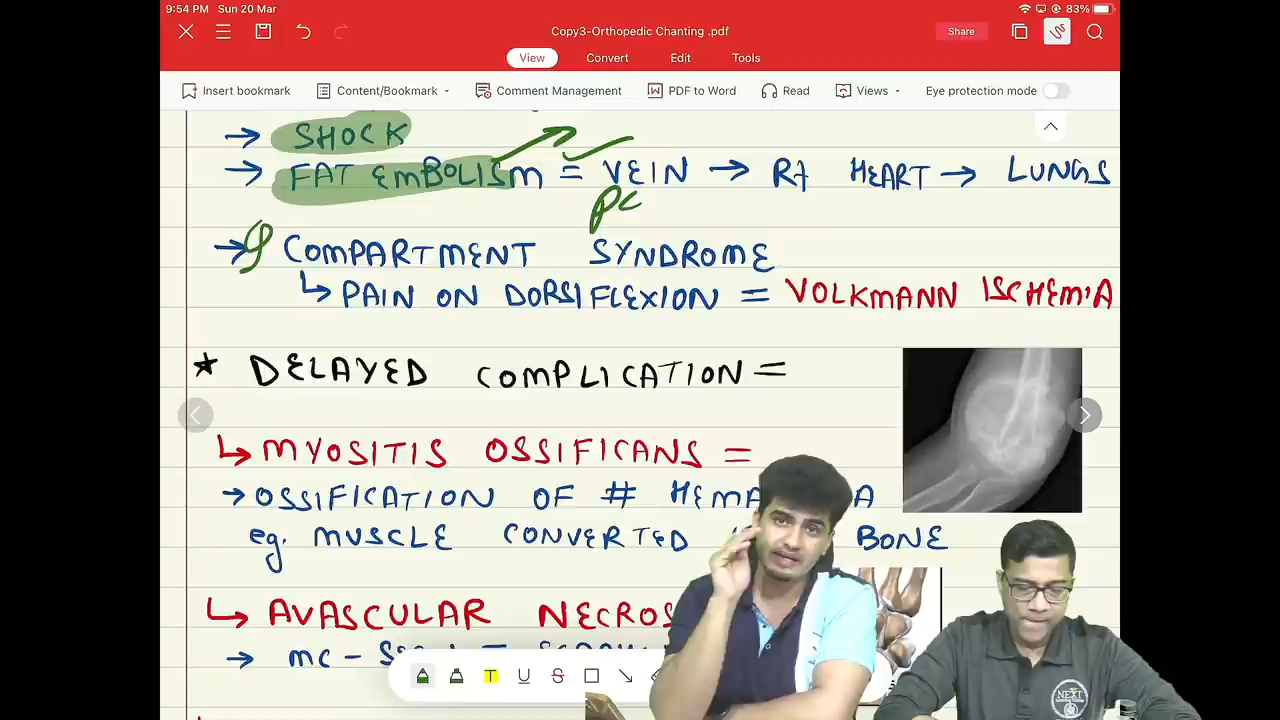 9:54 PM Sun 20 Mar 83%
Copy3-Orthopedic Chanting .pdf
Share
View Convert Edit Tools
Insert bookmark Content/Bookmark Comment Management PDF to Word Read Views Eye protection mode
→ SHOCK
→ FAT EMBOLISM = VEIN → Rt HEART → LUNGS
PC
→ COMPARTMENT SYNDROME
↳ PAIN ON DORSIFLEXION = VOLKMANN ISCHEMIA
* DELAYED COMPLICATION =
↳ MYOSITIS OSSIFICANS =
→ OSSIFICATION OF # HEMA A
eg. MUSCLE CONVERTED BONE
↳ AVASCULAR NECROS
→ mc -
T U S
NEXT